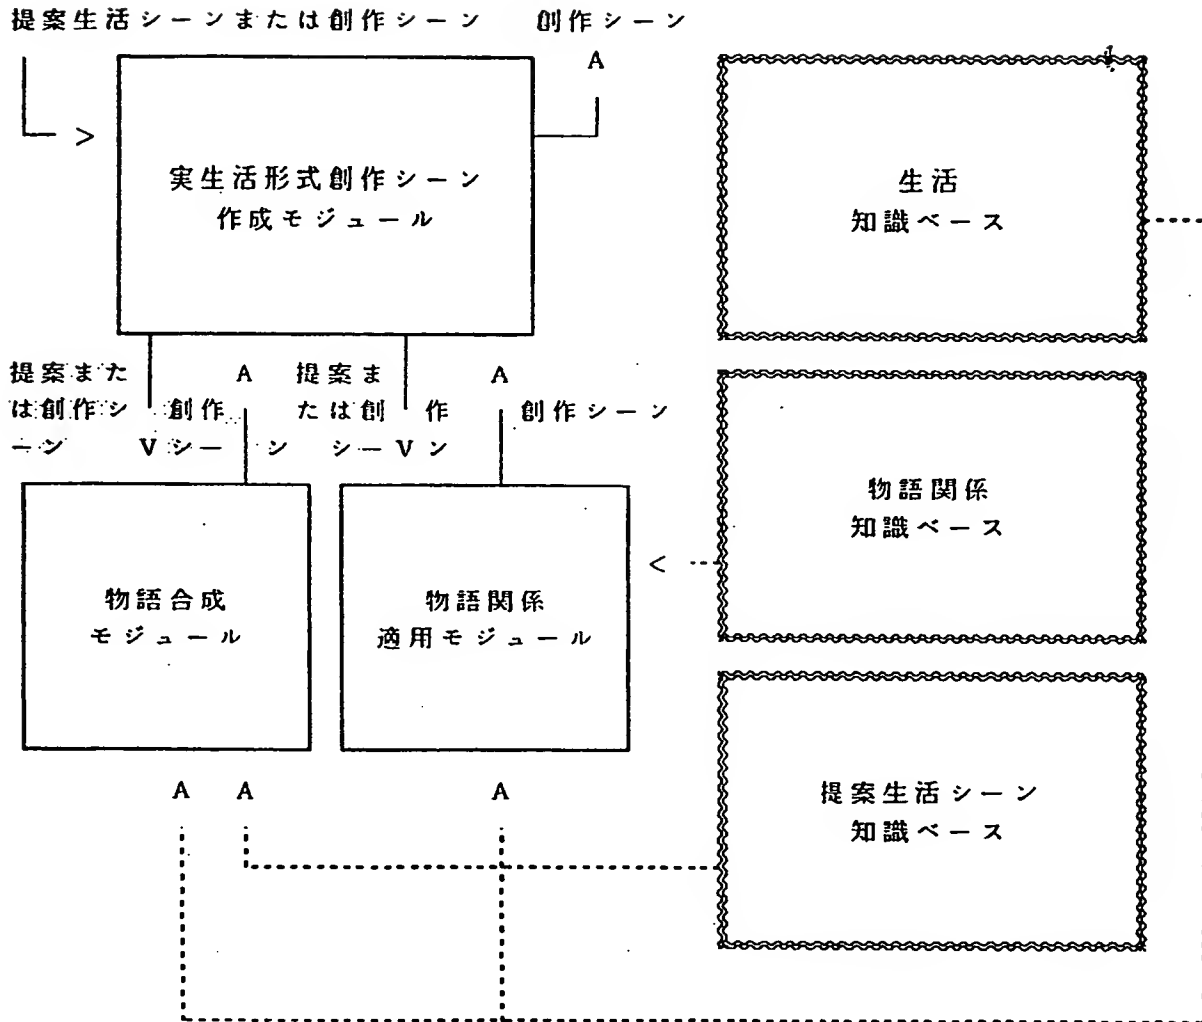 提案生活シーンまたは創作シーン 創作シーン
A
>
実生活形式創作シーン
作成モジュール
生活
知識ベース
提案また A 提案ま A
は創作シ 創作 たは創 作 創作シーン
ーン V シー ン シー V ン
物語関係
知識ベース
<
物語合成
モジュール
物語関係
適用モジュール
A A A
提案生活シーン
知識ベース